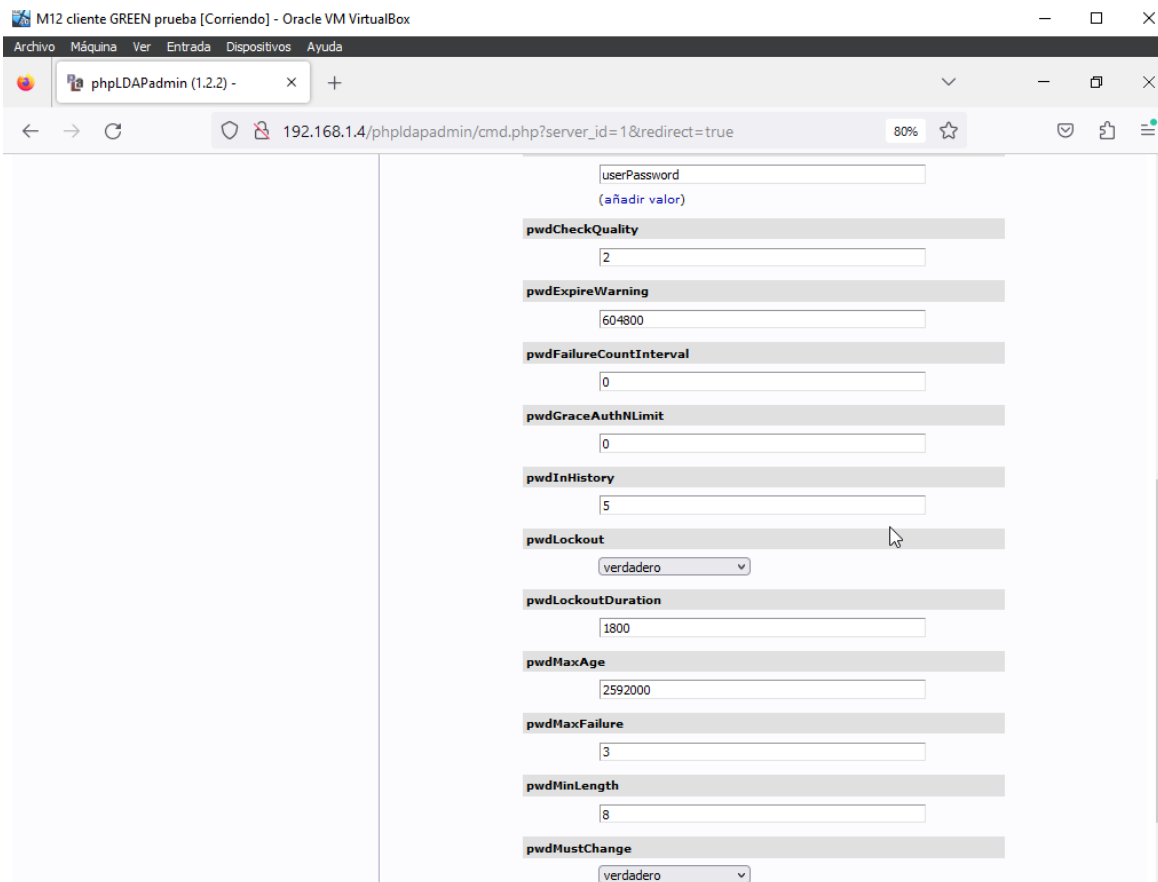 M12 cliente GREEN prueba [Corriendo] - Oracle VM VirtualBox
Archivo Máquina Ver Entrada Dispositivos Ayuda
phpLDAPadmin (1.2.2) -
192.168.1.4/phpldapadmin/cmd.php?server_id=1&redirect=true 80%
userPassword
(añadir valor)
pwdCheckQuality
2
pwdExpireWarning
604800
pwdFailureCountInterval
0
pwdGraceAuthNLimit
0
pwdInHistory
5
pwdLockout
verdadero
pwdLockoutDuration
1800
pwdMaxAge
2592000
pwdMaxFailure
3
pwdMinLength
8
pwdMustChange
verdadero